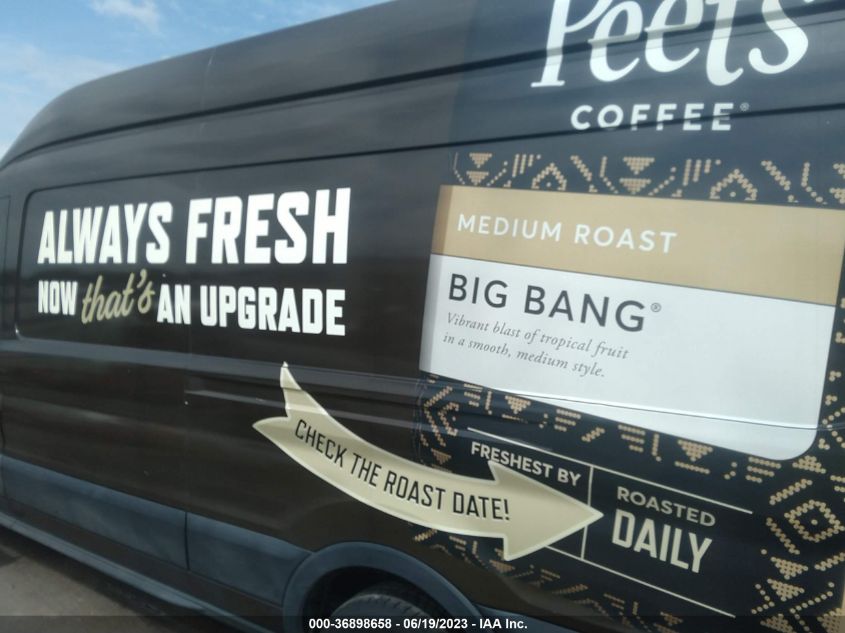 Peet's
COFFEE®
MEDIUM ROAST
BIG BANG®
Vibrant blast of tropical fruit
in a smooth, medium style.
ALWAYS FRESH
NOW that's AN UPGRADE
CHECK THE ROAST DATE!
FRESHEST BY
ROASTED
DAILY
000-36898658 - 06/19/2023 - IAA Inc.